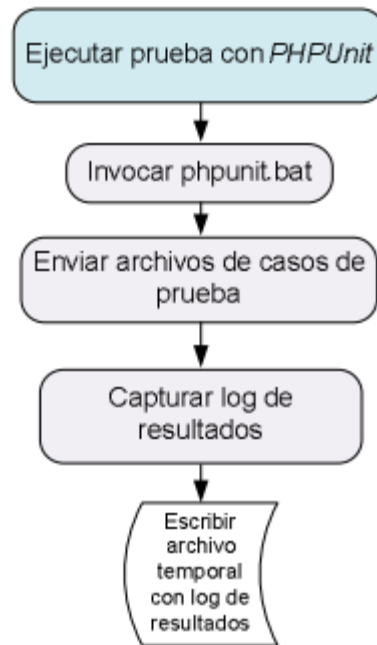 Ejecutar prueba con PHPUnit
Invocar phpunit.bat
Enviar archivos de casos de
prueba
Capturar log de
resultados
Escribir
archivo
temporal
con log de
resultados